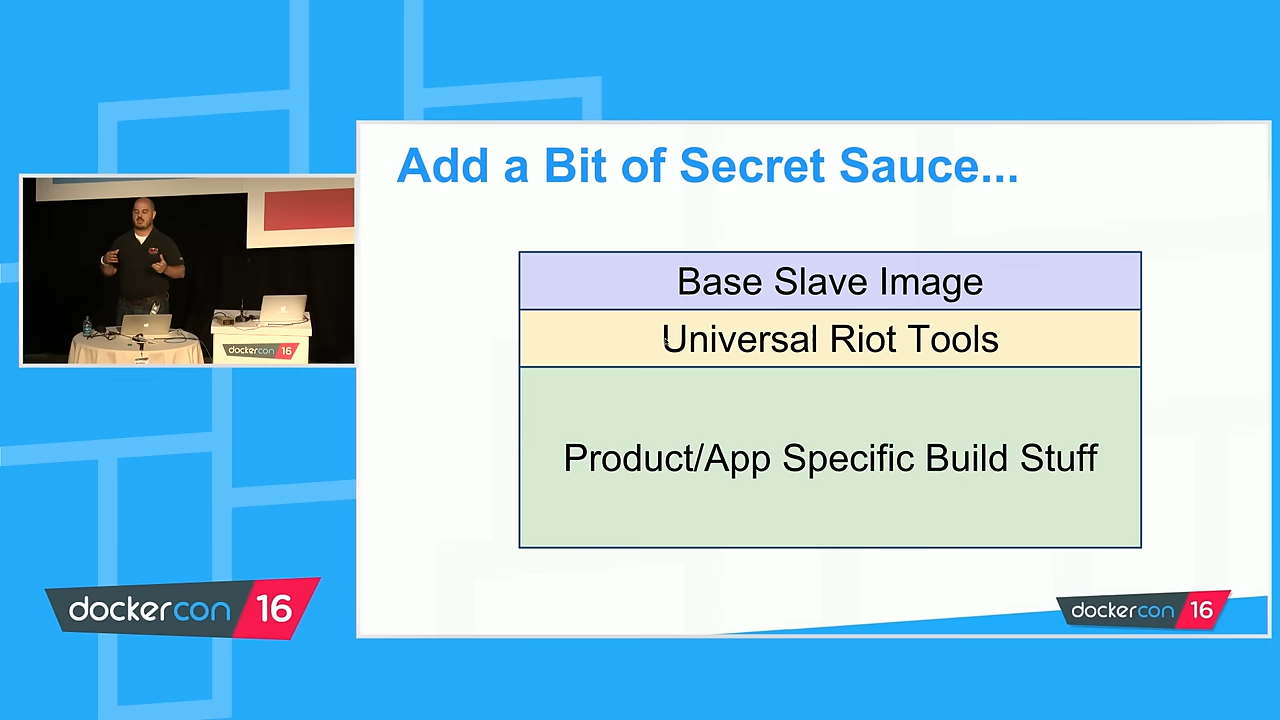 Add a Bit of Secret Sauce...
Base Slave Image
Universal Riot Tools
Product/App Specific Build Stuff
dockercon 16
dockercon 16
dockercon 16